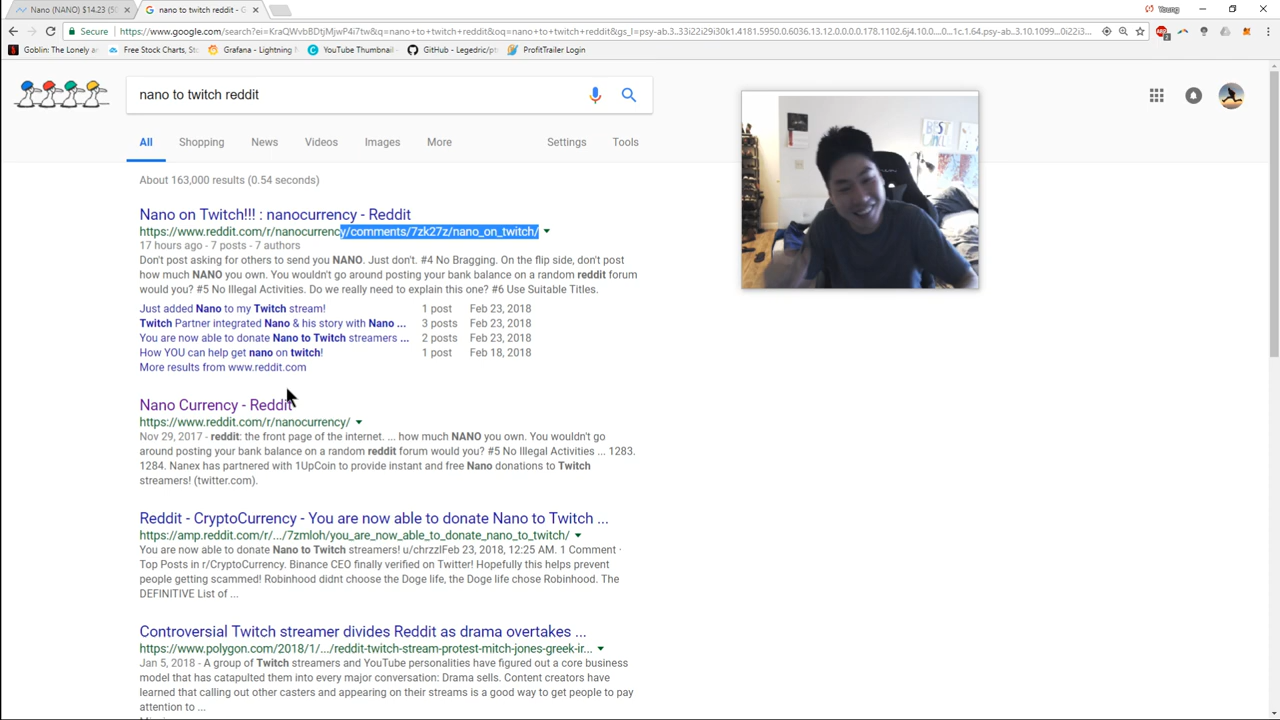 Nano (NANO) $14.23 (50
nano to twitch reddit - G
Young
Secure
https://www.google.com/search?ei=KraQWvbBDtjMjwP4i7tw&q=nano+to+twitch+reddit&oq=nano+to+twitch+reddit&gs_l=psy-ab.3..33i22i29i30k1.4181.5950.0.6036.13.12.0.0.0.0.178.1102.6j4.10.0....0...1c.1.64.psy-ab..3.10.1099...0i22i3...
Goblin: The Lonely a
Free Stock Charts, St
Grafana - Lightning
YouTube Thumbnail
GitHub - Legedric/pt
ProfitTrailer Login
nano to twitch reddit
All Shopping News Videos Images More Settings Tools
About 163,000 results (0.54 seconds)
Nano on Twitch!!! : nanocurrency - Reddit
https://www.reddit.com/r/nanocurrency/comments/7zk27z/nano_on_twitch/
17 hours ago - 7 posts - 7 authors
Don't post asking for others to send you NANO. Just don't. #4 No Bragging. On the flip side, don't post
how much NANO you own. You wouldn't go around posting your bank balance on a random reddit forum
would you? #5 No Illegal Activities. Do we really need to explain this one? #6 Use Suitable Titles.
Just added Nano to my Twitch stream! 1 post Feb 23, 2018
Twitch Partner integrated Nano & his story with Nano ... 3 posts Feb 23, 2018
You are now able to donate Nano to Twitch streamers ... 2 posts Feb 23, 2018
How YOU can help get nano on twitch! 1 post Feb 18, 2018
More results from www.reddit.com
Nano Currency - Reddit
https://www.reddit.com/r/nanocurrency/
Nov 29, 2017 - reddit: the front page of the internet. ... how much NANO you own. You wouldn't go
around posting your bank balance on a random reddit forum would you? #5 No Illegal Activities ... 1283.
1284. Nanex has partnered with 1UpCoin to provide instant and free Nano donations to Twitch
streamers! (twitter.com).
Reddit - CryptoCurrency - You are now able to donate Nano to Twitch ...
https://amp.reddit.com/r/.../7zmloh/you_are_now_able_to_donate_nano_to_twitch/
You are now able to donate Nano to Twitch streamers! u/chrzzlFeb 23, 2018, 12:25 AM. 1 Comment ·
Top Posts in r/CryptoCurrency. Binance CEO finally verified on Twitter! Hopefully this helps prevent
people getting scammed! Robinhood didnt choose the Doge life, the Doge life chose Robinhood. The
DEFINITIVE List of ...
Controversial Twitch streamer divides Reddit as drama overtakes ...
https://www.polygon.com/2018/1/.../reddit-twitch-stream-protest-mitch-jones-greek-ir...
Jan 5, 2018 - A group of Twitch streamers and YouTube personalities have figured out a core business
model that has catapulted them into every major conversation: Drama sells. Content creators have
learned that calling out other casters and appearing on their streams is a good way to get people to pay
attention to ...